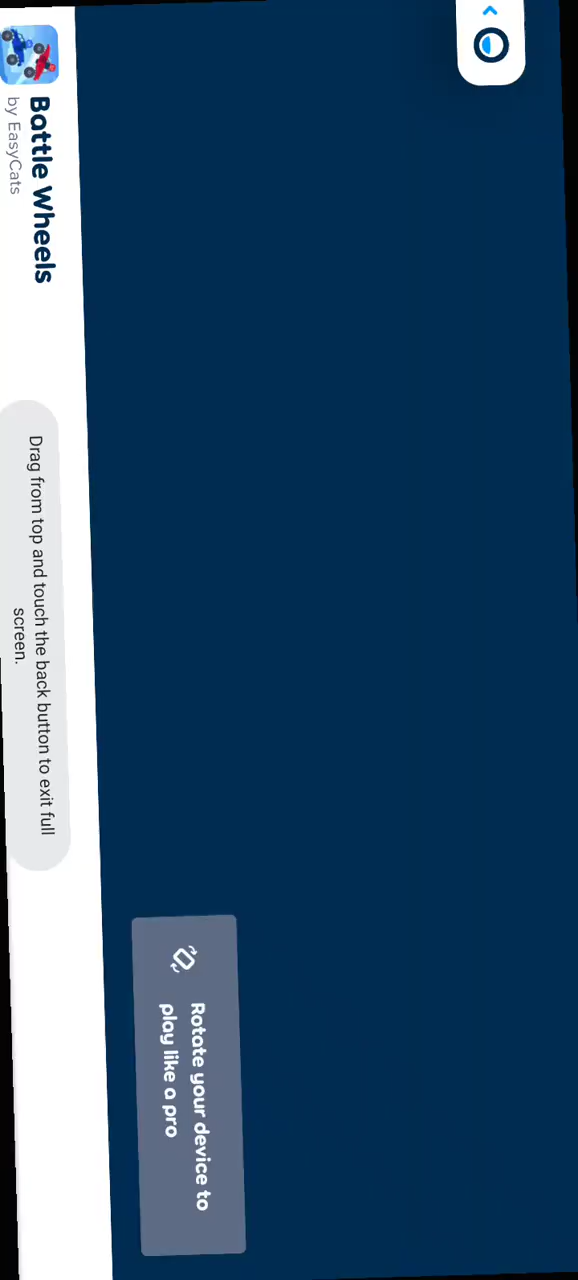 Rotate your device to
play like a pro
Battle Wheels
by EasyCats
Drag from top and touch the back button to exit full
screen.